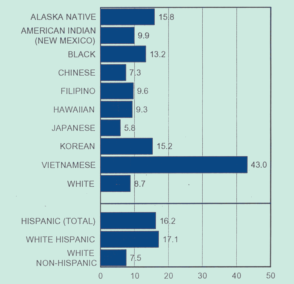 ALASKA NATIVE 15.8
AMERICAN INDIAN
(NEW MEXICO) 9.9
BLACK 13.2
CHINESE 7.3
FILIPINO 9.6
HAWAIIAN 9.3
JAPANESE 5.8
KOREAN 15.2
VIETNAMESE 43.0
WHITE 8.7
HISPANIC (TOTAL) 16.2
WHITE HISPANIC 17.1
WHITE
NON-HISPANIC 7.5
0 10 20 30 40 50